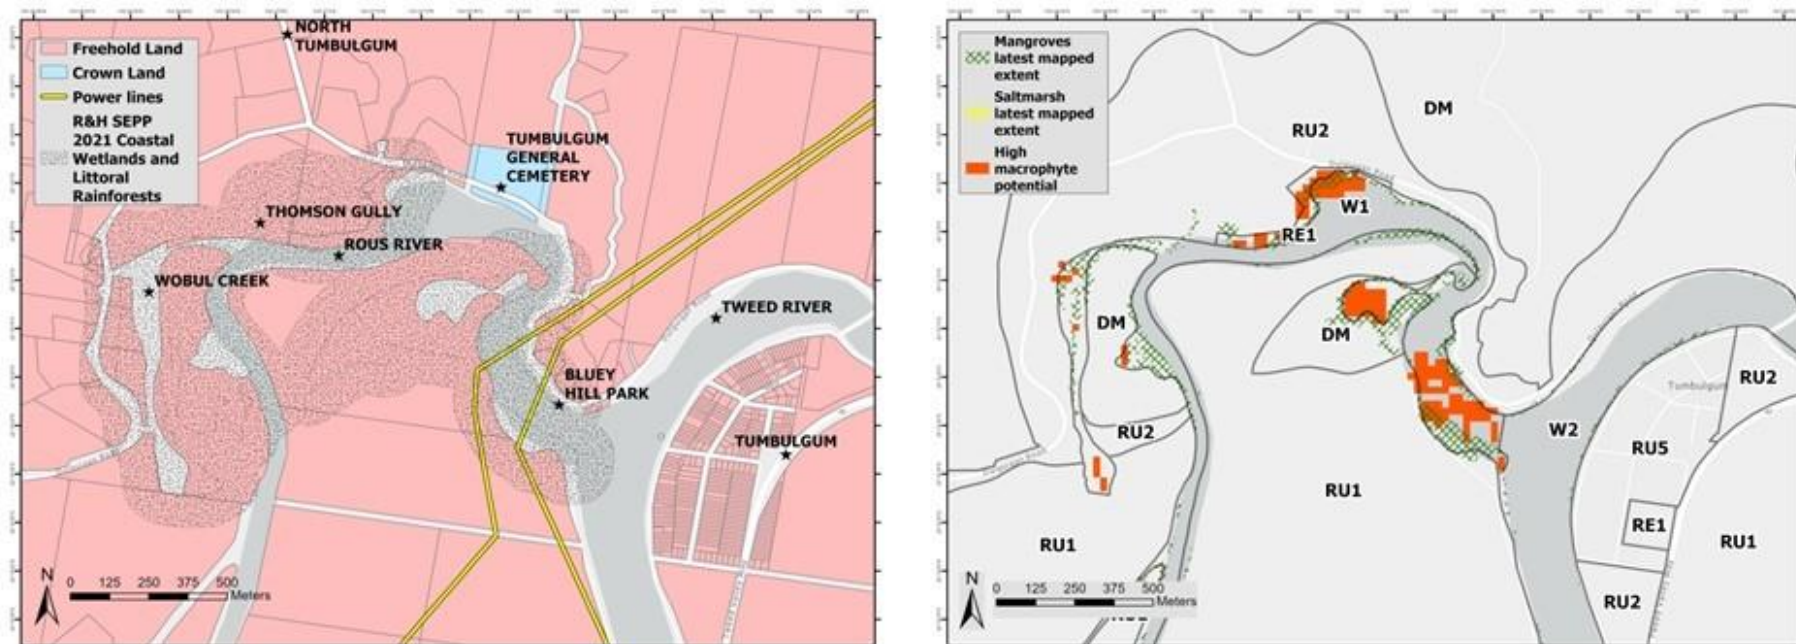 NORTH
TUMBULGUM
Freehold Land
Crown Land
Power lines
R&H SEPP
2021 Coastal
Wetlands and
Littoral
Rainforests
TUMBULGUM
GENERAL
CEMETERY
THOMSON GULLY
ROUS RIVER
WOBUL CREEK
TWEED RIVER
BLUEY
HILL PARK
TUMBULGUM
N
0 125 250 375 500
Meters
Mangroves
latest mapped
extent
Saltmarsh
latest mapped
extent
High
macrophyte
potential
DM
RU2
W1
RE1
DM
DM
RU2
Tumbulgum
RU2
W2
RU5
RU1
RE1
RU1
RU1
RU2
N
0 125 250 375 500
Meters